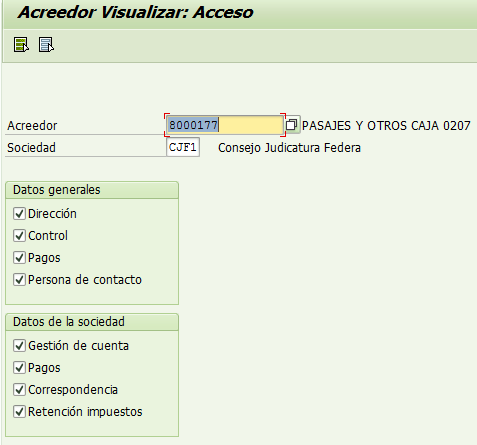 Acreedor Visualizar: Acceso
Acreedor 8000177 PASAJES Y OTROS CAJA 0207
Sociedad CJF1 Consejo Judicatura Federa
Datos generales
Dirección
Control
Pagos
Persona de contacto
Datos de la sociedad
Gestión de cuenta
Pagos
Correspondencia
Retención impuestos